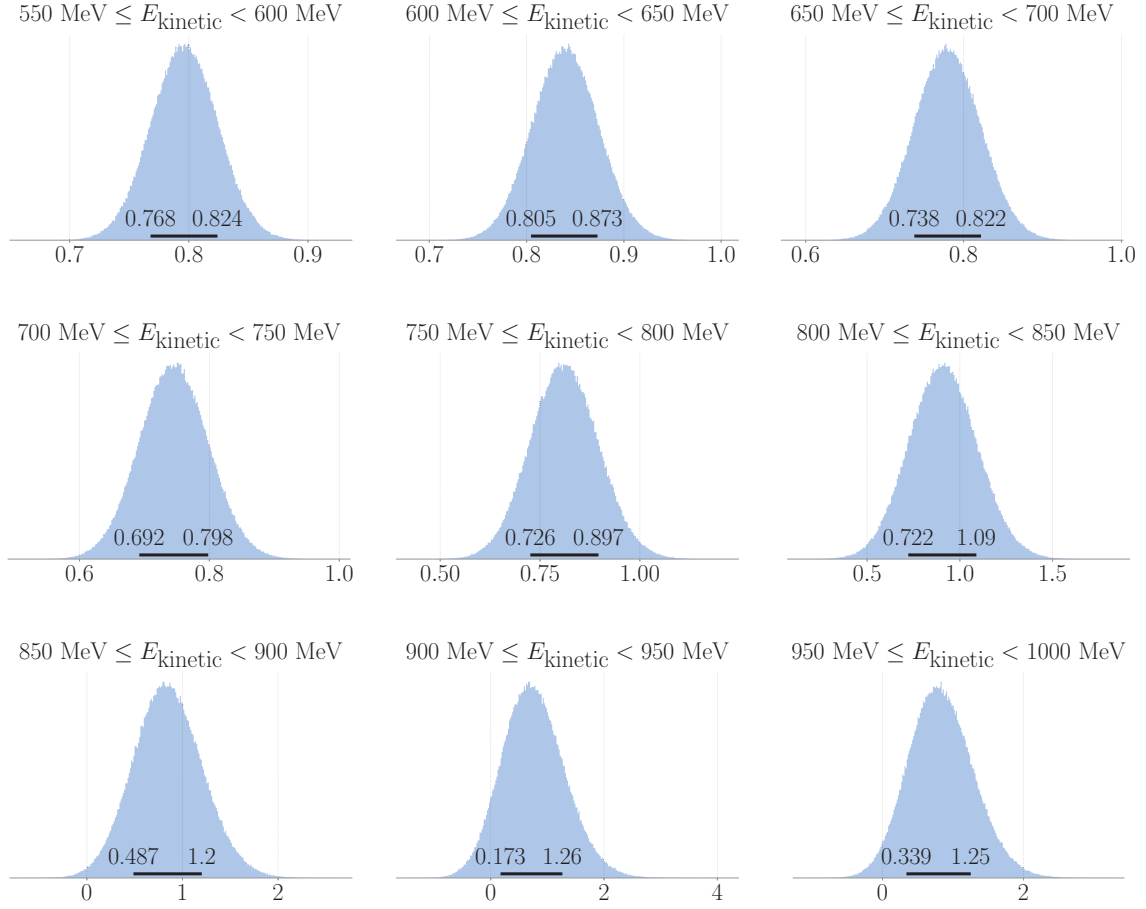 550 MeV ≤ E_kinetic < 600 MeV
600 MeV ≤ E_kinetic < 650 MeV
650 MeV ≤ E_kinetic < 700 MeV
0.768 0.824
0.805 0.873
0.738 0.822
0.7 0.8 0.9
0.7 0.8 0.9 1.0
0.6 0.8 1.0
700 MeV ≤ E_kinetic < 750 MeV
750 MeV ≤ E_kinetic < 800 MeV
800 MeV ≤ E_kinetic < 850 MeV
0.692 0.798
0.726 0.897
0.722 1.09
0.6 0.8 1.0
0.50 0.75 1.00
0.5 1.0 1.5
850 MeV ≤ E_kinetic < 900 MeV
900 MeV ≤ E_kinetic < 950 MeV
950 MeV ≤ E_kinetic < 1000 MeV
0.487 1.2
0.173 1.26
0.339 1.25
0 1 2
0 2 4
0 2